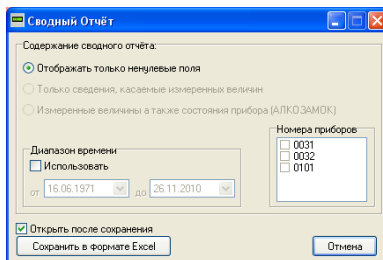 Сводный Отчёт
Содержание сводного отчёта:
Отображать только ненулевые поля
Только сведения, касаемые измеренных величин
Измеренные величины а также состояния прибора (АЛКОЗАМОК)
Номера приборов
0031
0032
0101
Диапазон времени
Использовать
от 16.06.1971 до 26.11.2010
Открыть после сохранения
Сохранить в формате Excel
Отмена